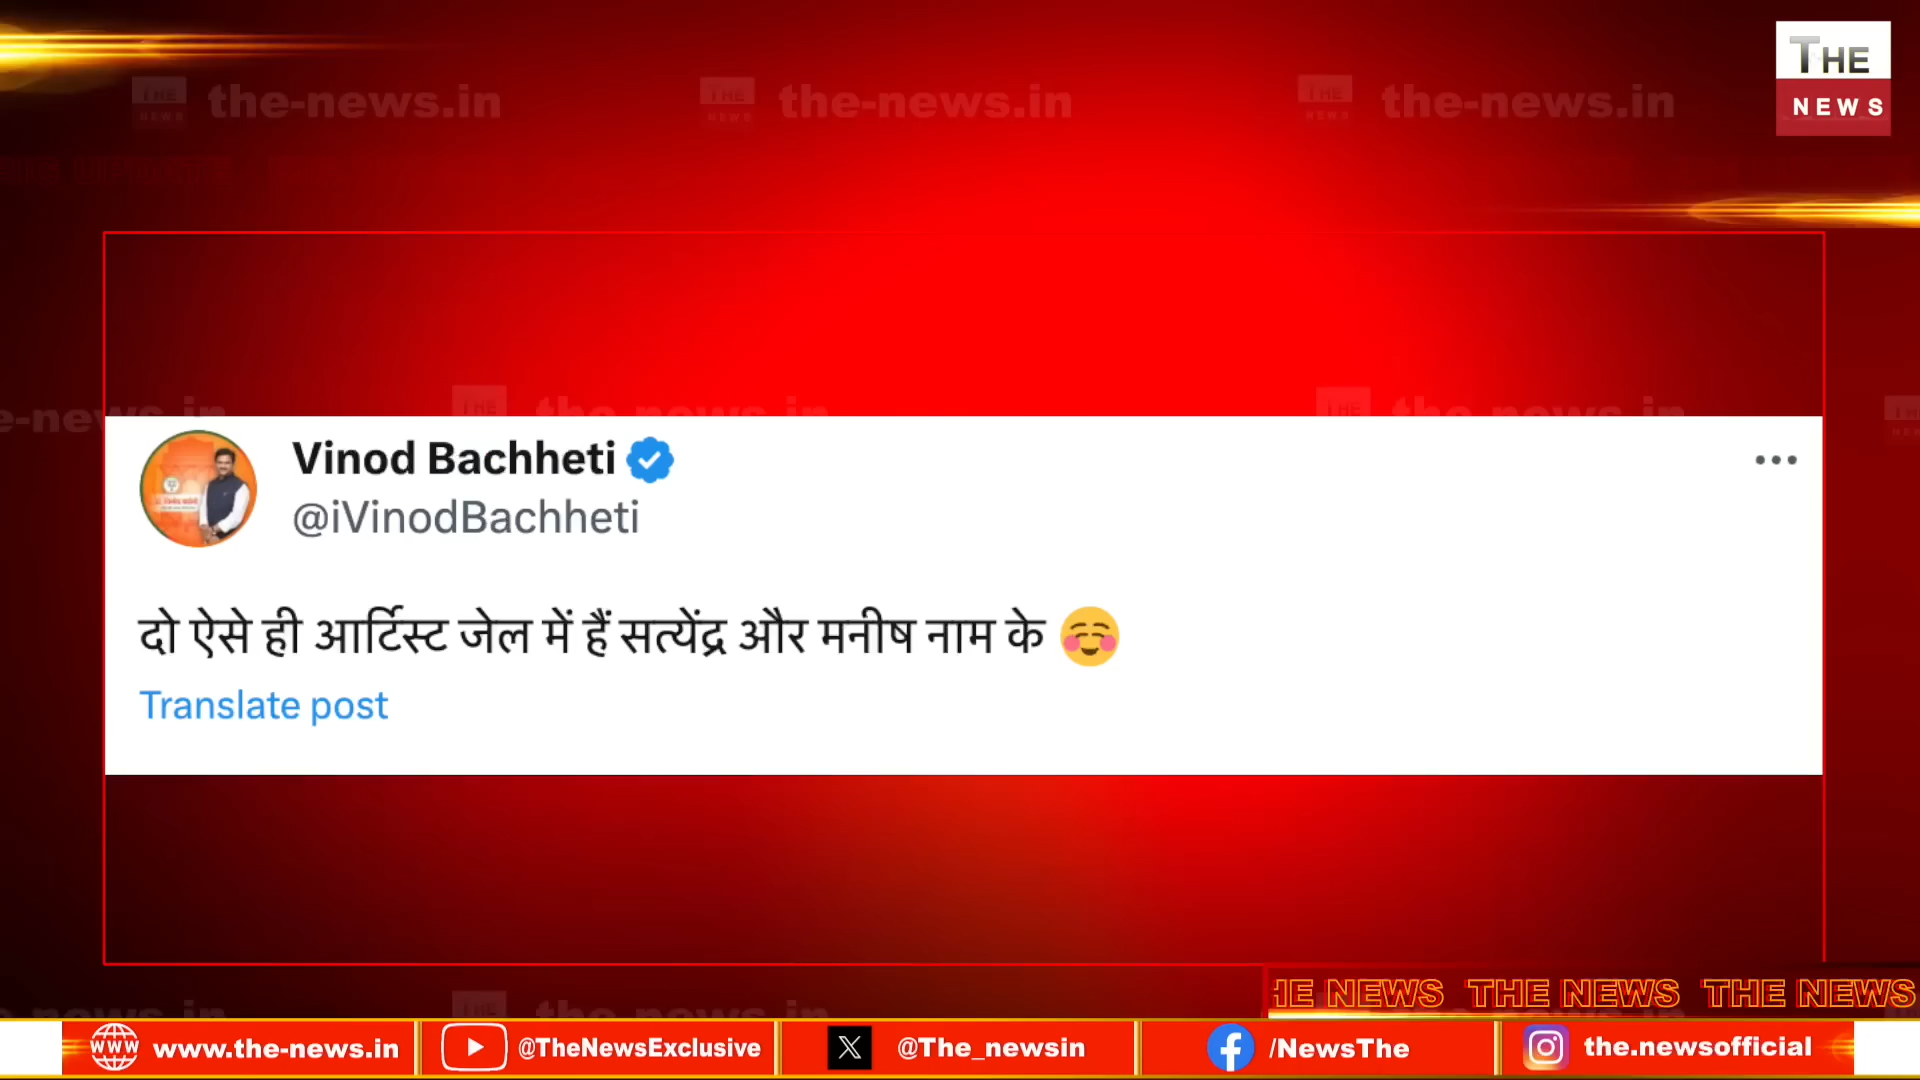 THE
NEWS
the-news.in the-news.in the-news.in
Vinod Bachheti
@iVinodBachheti
दो ऐसे ही आर्टिस्ट जेल में हैं सत्येंद्र और मनीष नाम के
Translate post
THE NEWS THE NEWS
www.the-news.in
@TheNewsExclusive
@The_newsin
/NewsThe
the.newsofficial